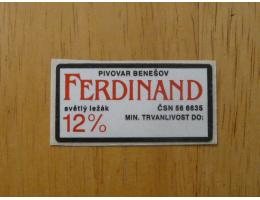 PIVOVAR BENEŠOV
FERDINAND
světlý ležák ČSN 56 6635
12% MIN. TRVANLIVOST DO: